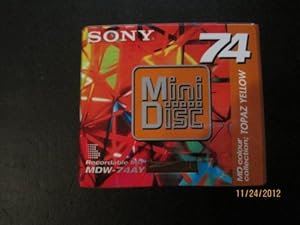 SONY
74
Mini
Disc
Recordable MD
MDW-74AY
MD colour
collection; TOPAZ YELLOW
11/24/2012